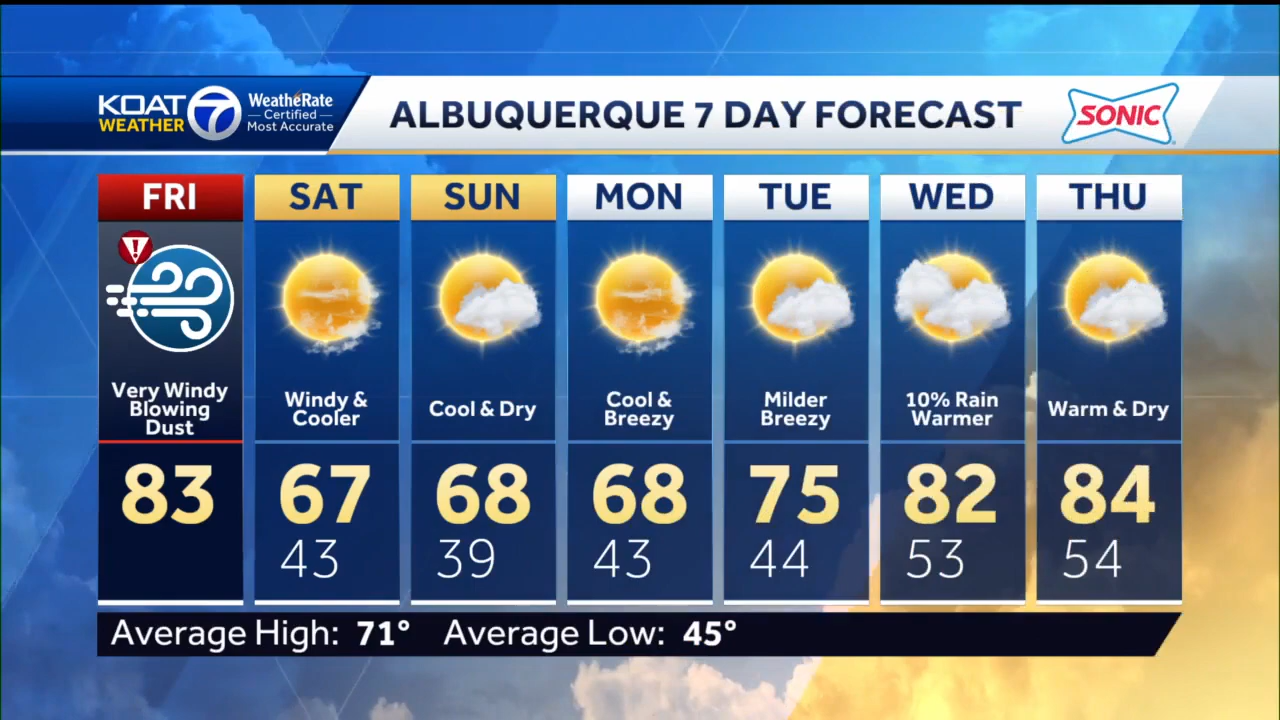 KOAT
WEATHER
7
WeatheRate
Certified
Most Accurate
ALBUQUERQUE 7 DAY FORECAST
SONIC
FRI
SAT
SUN
MON
TUE
WED
THU
Very Windy
Blowing
Dust
Windy &
Cooler
Cool & Dry
Cool &
Breezy
Milder
Breezy
10% Rain
Warmer
Warm & Dry
83
67
68
68
75
82
84
43
39
43
44
53
54
Average High: 71° Average Low: 45°